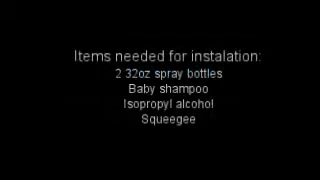 Items needed for instalation:
2 32oz spray bottles
Baby shampoo
Isopropyl alcohol
Squeegee